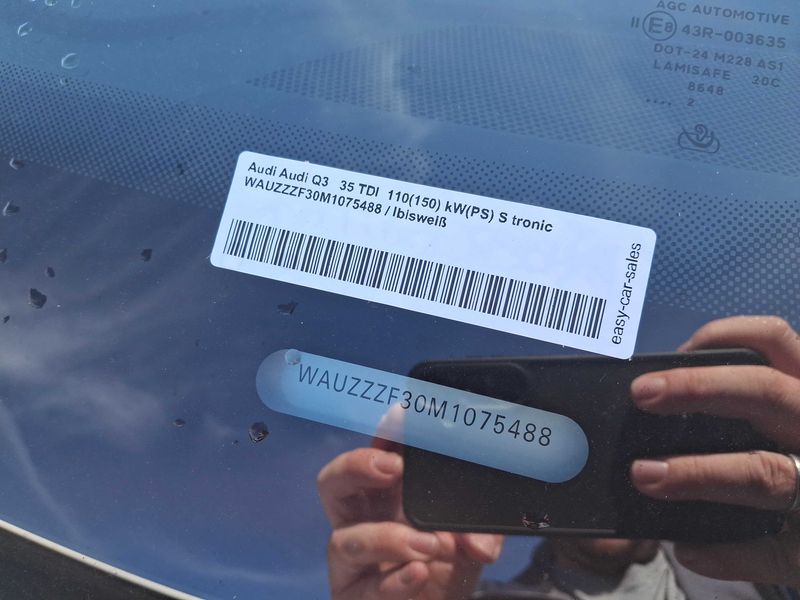 AGC AUTOMOTIVE
II E8 43R-003635
DOT-24 M228 AS1
LAMISAFE 20C
8648
.... 2
Audi Audi Q3 35 TDI 110(150) kW(PS) S tronic
WAUZZZF30M1075488 / Ibisweiß
easy-car-sales
WAUZZZF30M1075488